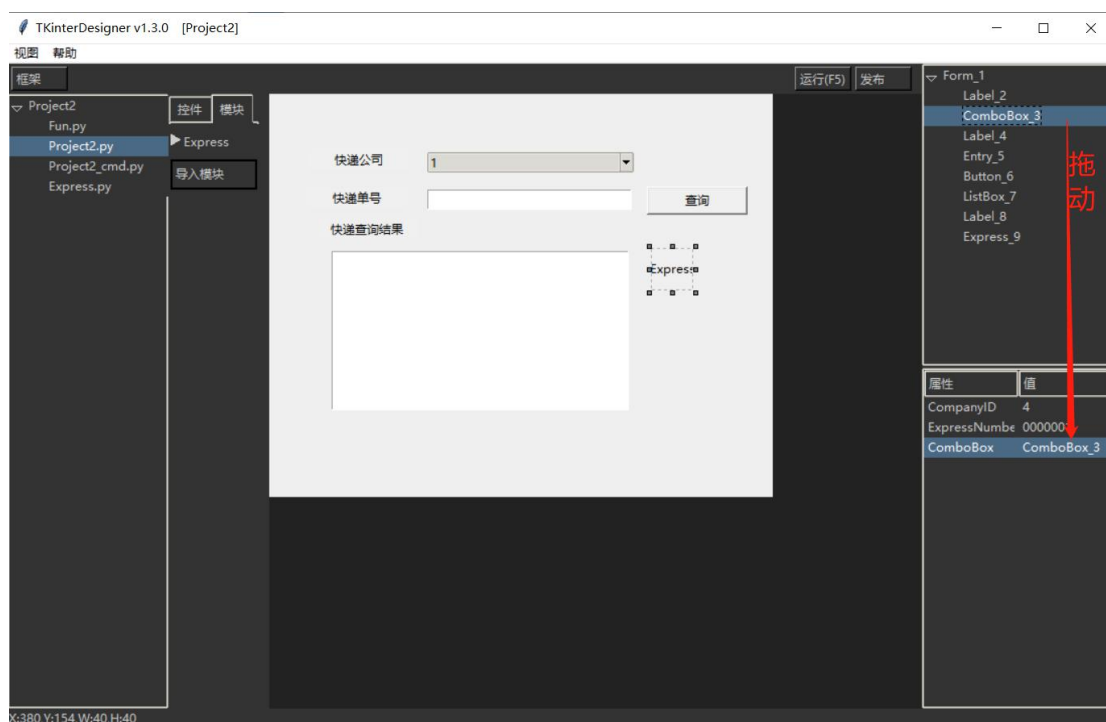 TKinterDesigner v1.3.0 [Project2]
视图 帮助
框架
运行(F5) 发布
Project2
Fun.py
Project2.py
Project2_cmd.py
Express.py
控件 模块
Express
导入模块
快递公司 1
快递单号 查询
快递查询结果
Express
Form_1
Label_2
ComboBox_3
Label_4
Entry_5
Button_6
ListBox_7
Label_8
Express_9
拖动
属性 值
CompanyID 4
ExpressNumbe
ComboBox ComboBox_3
X:380 Y:154 W:40 H:40